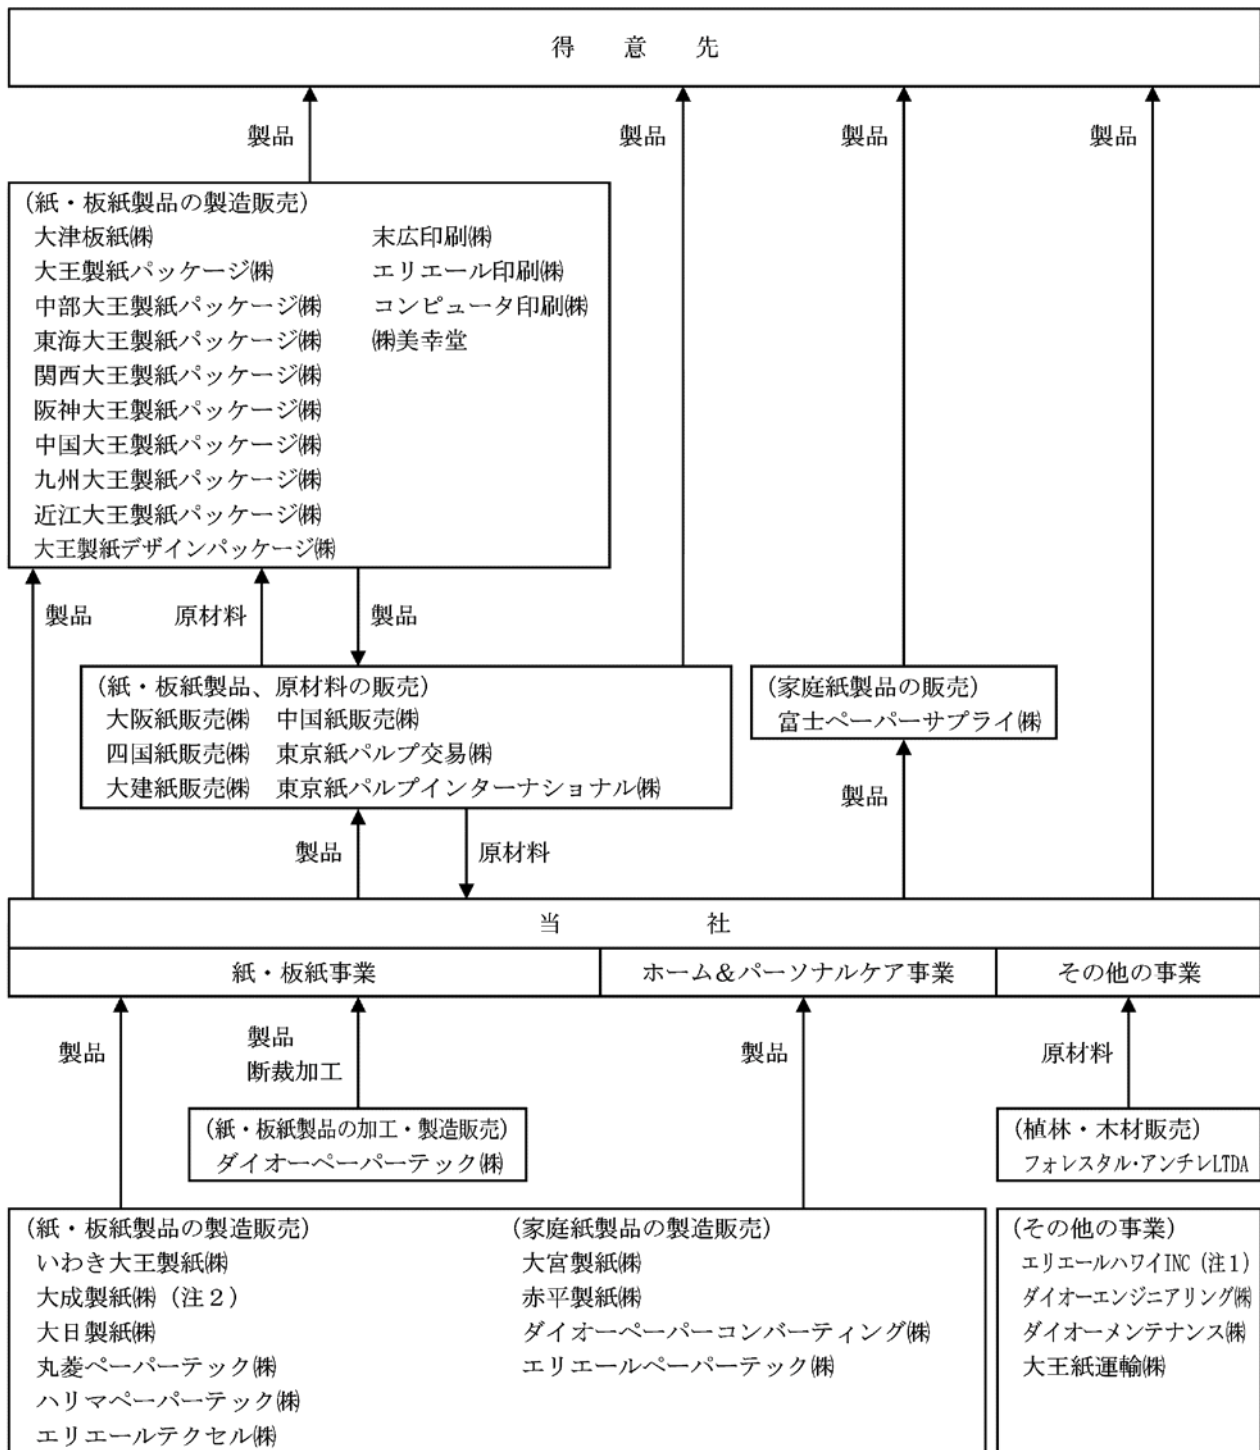 得意先
製品 製品 製品 製品
(紙・板紙製品の製造販売)
大津板紙㈱ 末広印刷㈱
大王製紙パッケージ㈱ エリエール印刷㈱
中部大王製紙パッケージ㈱ コンピュータ印刷㈱
東海大王製紙パッケージ㈱ ㈱美幸堂
関西大王製紙パッケージ㈱
阪神大王製紙パッケージ㈱
中国大王製紙パッケージ㈱
九州大王製紙パッケージ㈱
近江大王製紙パッケージ㈱
大王製紙デザインパッケージ㈱
製品 原材料 製品
(紙・板紙製品、原材料の販売)
大阪紙販売㈱ 中国紙販売㈱
四国紙販売㈱ 東京紙パルプ交易㈱
大建紙販売㈱ 東京紙パルプインターナショナル㈱
(家庭紙製品の販売)
富士ペーパーサプライ㈱
製品 原材料 製品
当社
紙・板紙事業 ホーム&パーソナルケア事業 その他の事業
製品
製品
断裁加工
製品
原材料
(紙・板紙製品の加工・製造販売)
ダイオーペーパーテック㈱
(植林・木材販売)
フォレスタル・アンチレLTDA
(紙・板紙製品の製造販売)
いわき大王製紙㈱
大成製紙㈱(注2)
大日製紙㈱
丸菱ペーパーテック㈱
ハリマペーパーテック㈱
エリエールテクセル㈱
(家庭紙製品の製造販売)
大宮製紙㈱
赤平製紙㈱
ダイオーペーパーコンバーティング㈱
エリエールペーパーテック㈱
(その他の事業)
エリエールハワイINC(注1)
ダイオーエンジニアリング㈱
ダイオーメンテナンス㈱
大王紙運輸㈱